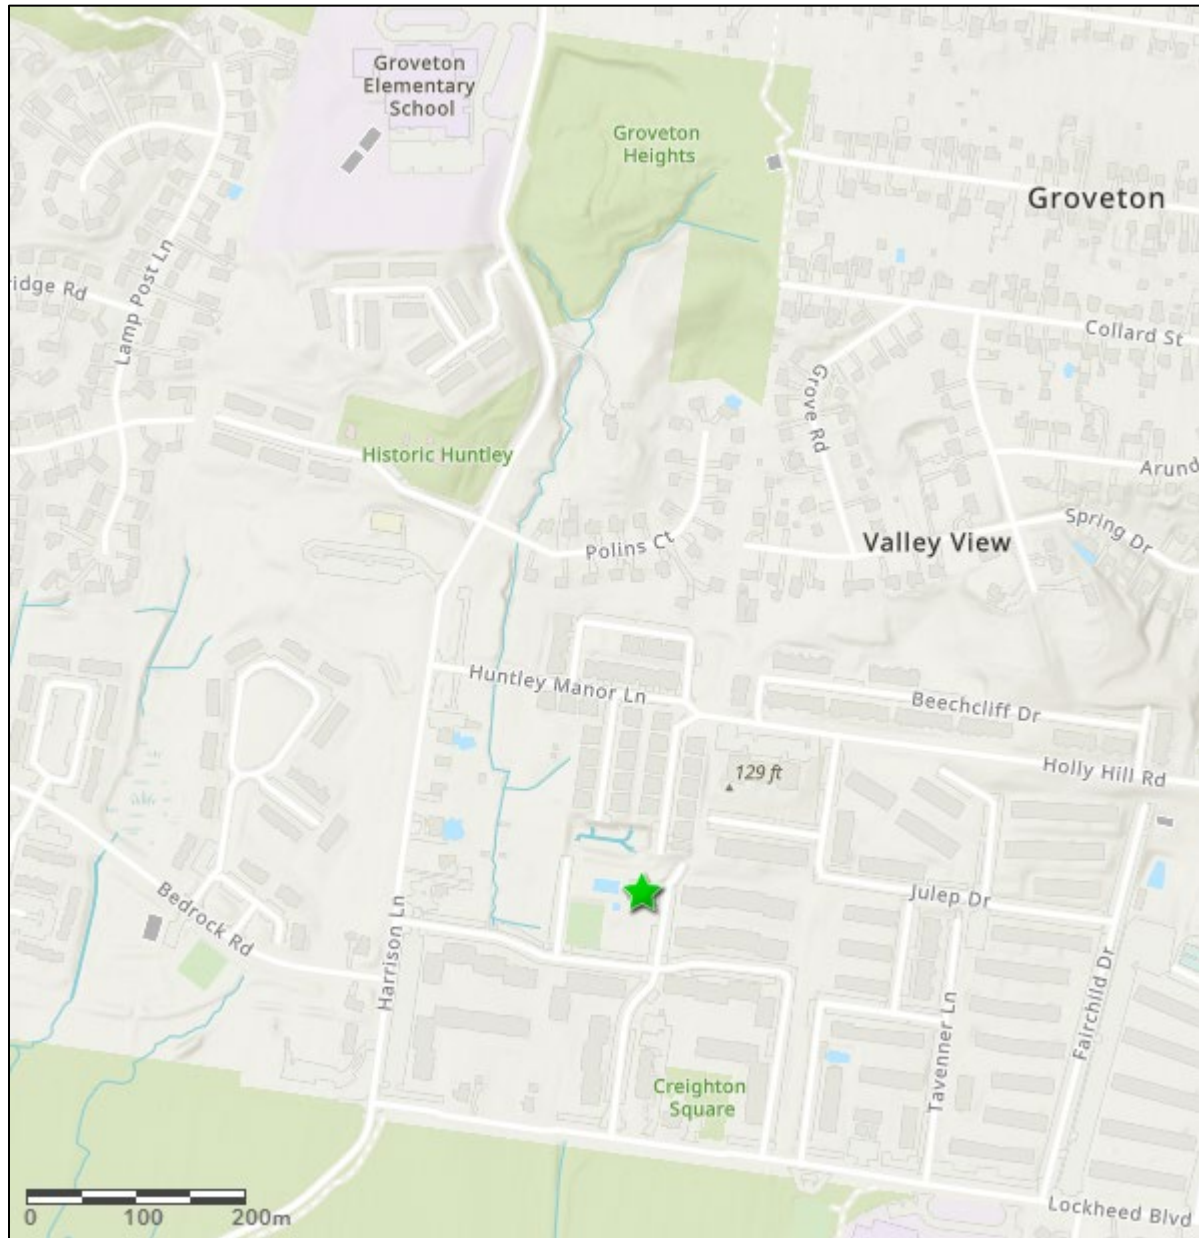 Groveton
Elementary
School
Groveton
Heights
Groveton
Lamp Post Ln
idge Rd
Collard St
Grove Rd
Historic Huntley
Arund
Spring Dr
Valley View
Polins Ct
Huntley Manor Ln
Beechcliff Dr
Holly Hill Rd
129 ft
Julep Dr
Bedrock Rd
Harrison Ln
Fairchild Dr
Tavenner Ln
Creighton
Square
Lockheed Blvd
0 100 200m